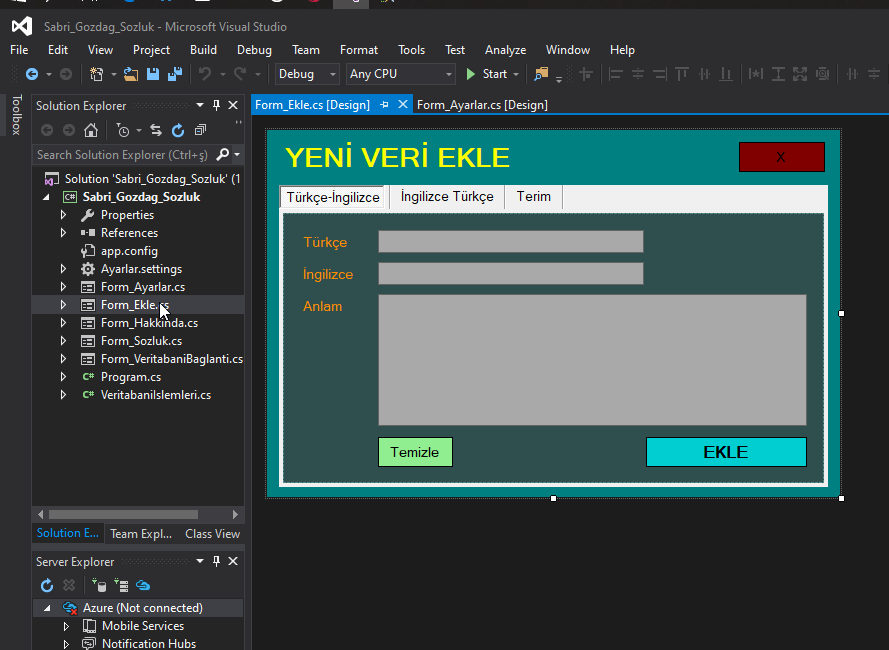 Sabri_Gozdag_Sozluk - Microsoft Visual Studio
File Edit View Project Build Debug Team Format Tools Test Analyze Window Help
Debug Any CPU Start
Toolbox
Solution Explorer
Search Solution Explorer (Ctrl+ş)
Solution 'Sabri_Gozdag_Sozluk' (1
Sabri_Gozdag_Sozluk
Properties
References
app.config
Ayarlar.settings
Form_Ayarlar.cs
Form_Ekle.cs
Form_Hakkinda.cs
Form_Sozluk.cs
Form_VeritabaniBaglanti.cs
Program.cs
VeritabaniIslemleri.cs
Solution E... Team Expl... Class View
Server Explorer
Azure (Not connected)
Mobile Services
Notification Hubs
Form_Ekle.cs [Design] Form_Ayarlar.cs [Design]
YENİ VERİ EKLE X
Türkçe-İngilizce İngilizce Türkçe Terim
Türkçe
İngilizce
Anlam
Temizle EKLE